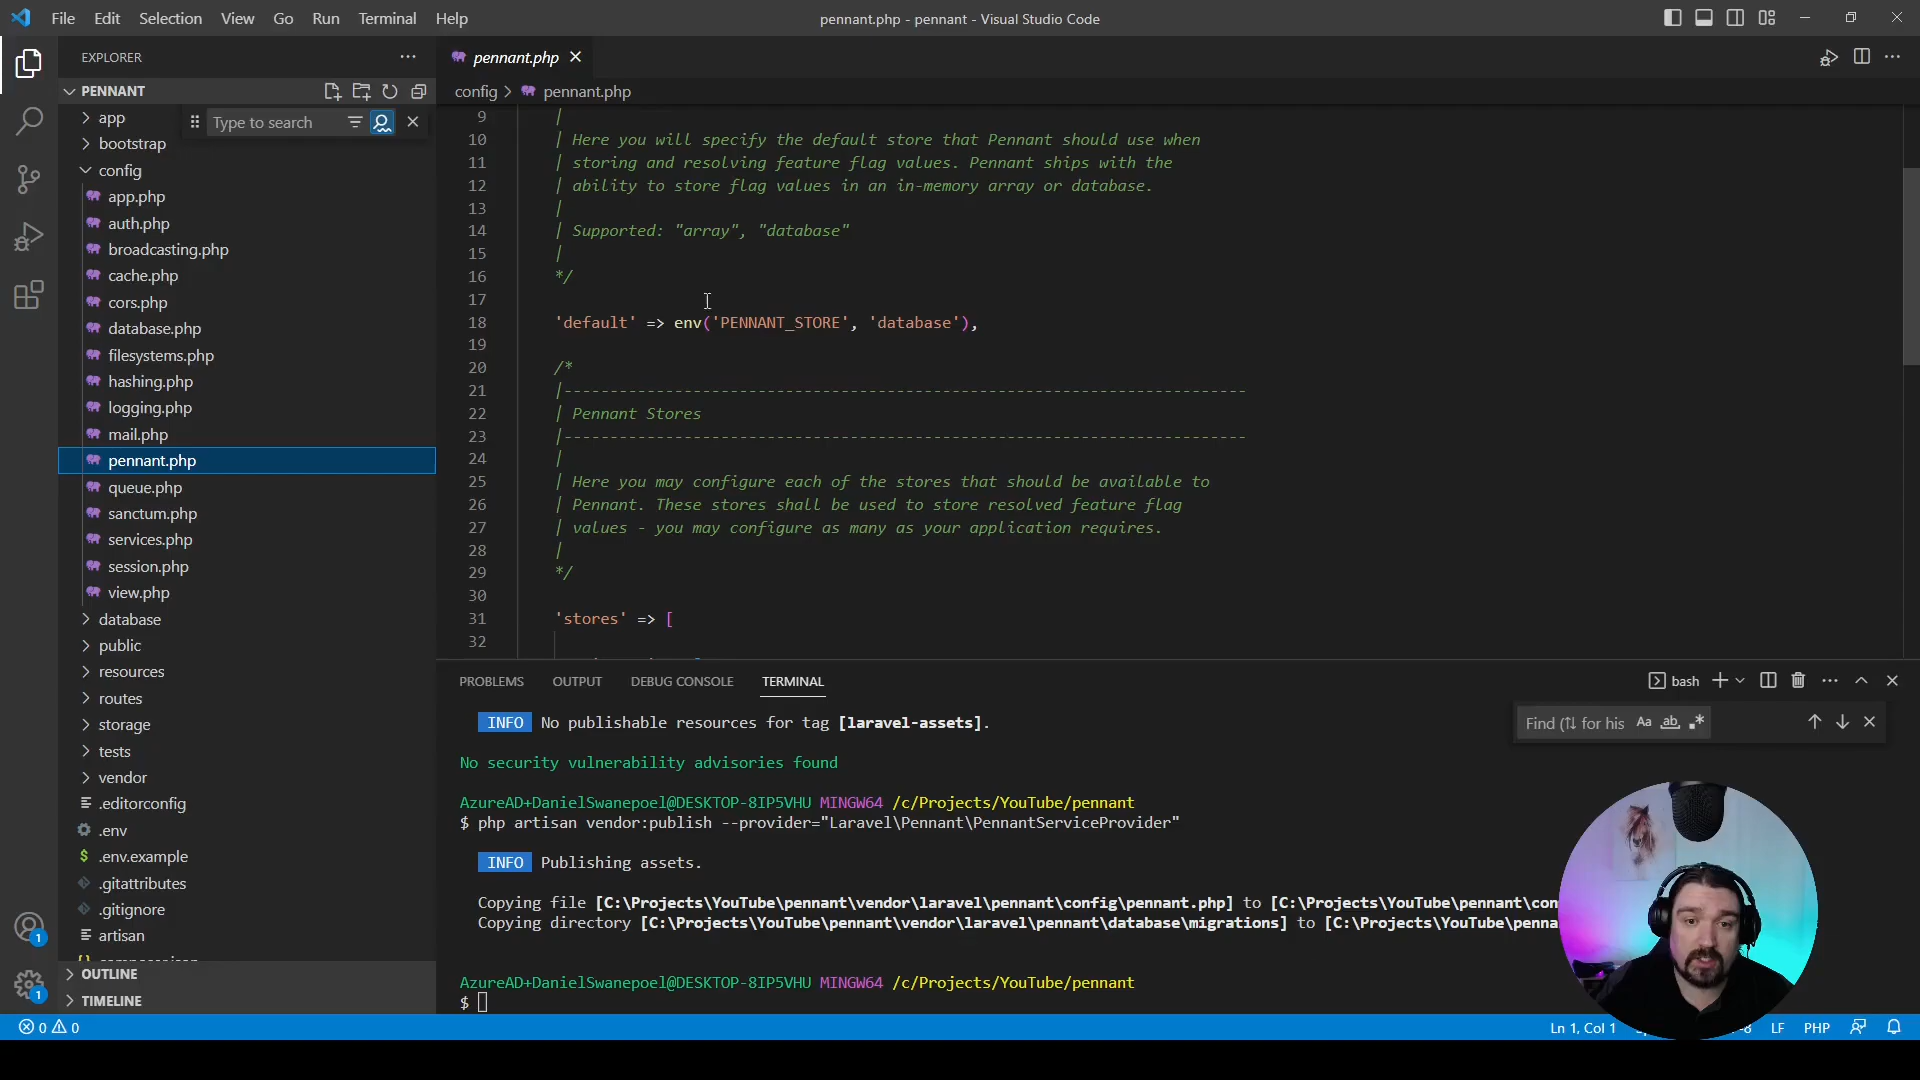 File Edit Selection View Go Run Terminal Help
pennant.php - pennant - Visual Studio Code
EXPLORER
PENNANT
Type to search
app
bootstrap
config
app.php
auth.php
broadcasting.php
cache.php
cors.php
database.php
filesystems.php
hashing.php
logging.php
mail.php
pennant.php
queue.php
sanctum.php
services.php
session.php
view.php
database
public
resources
routes
storage
tests
vendor
.editorconfig
.env
.env.example
.gitattributes
.gitignore
artisan
OUTLINE
TIMELINE
pennant.php
config > pennant.php
9 |
10 | Here you will specify the default store that Pennant should use when
11 | storing and resolving feature flag values. Pennant ships with the
12 | ability to store flag values in an in-memory array or database.
13 |
14 | Supported: "array", "database"
15 |
16 */
17
18 'default' => env('PENNANT_STORE', 'database'),
19
20 /*
21 |--------------------------------------------------------------------------
22 | Pennant Stores
23 |--------------------------------------------------------------------------
24 |
25 | Here you may configure each of the stores that should be available to
26 | Pennant. These stores shall be used to store resolved feature flag
27 | values - you may configure as many as your application requires.
28 |
29 */
30
31 'stores' => [
32
PROBLEMS OUTPUT DEBUG CONSOLE TERMINAL
bash
Find (⇅ for his Aa ab .*
INFO No publishable resources for tag [laravel-assets].
No security vulnerability advisories found
AzureAD+DanielSwanepoel@DESKTOP-8IP5VHU MINGW64 /c/Projects/YouTube/pennant
$ php artisan vendor:publish --provider="Laravel\Pennant\PennantServiceProvider"
INFO Publishing assets.
Copying file [C:\Projects\YouTube\pennant\vendor\laravel\pennant\config\pennant.php] to [C:\Projects\YouTube\pennant\con
Copying directory [C:\Projects\YouTube\pennant\vendor\laravel\pennant\database\migrations] to [C:\Projects\YouTube\penna
AzureAD+DanielSwanepoel@DESKTOP-8IP5VHU MINGW64 /c/Projects/YouTube/pennant
$
1
1
0 0
Ln 1, Col 1
-8 LF PHP